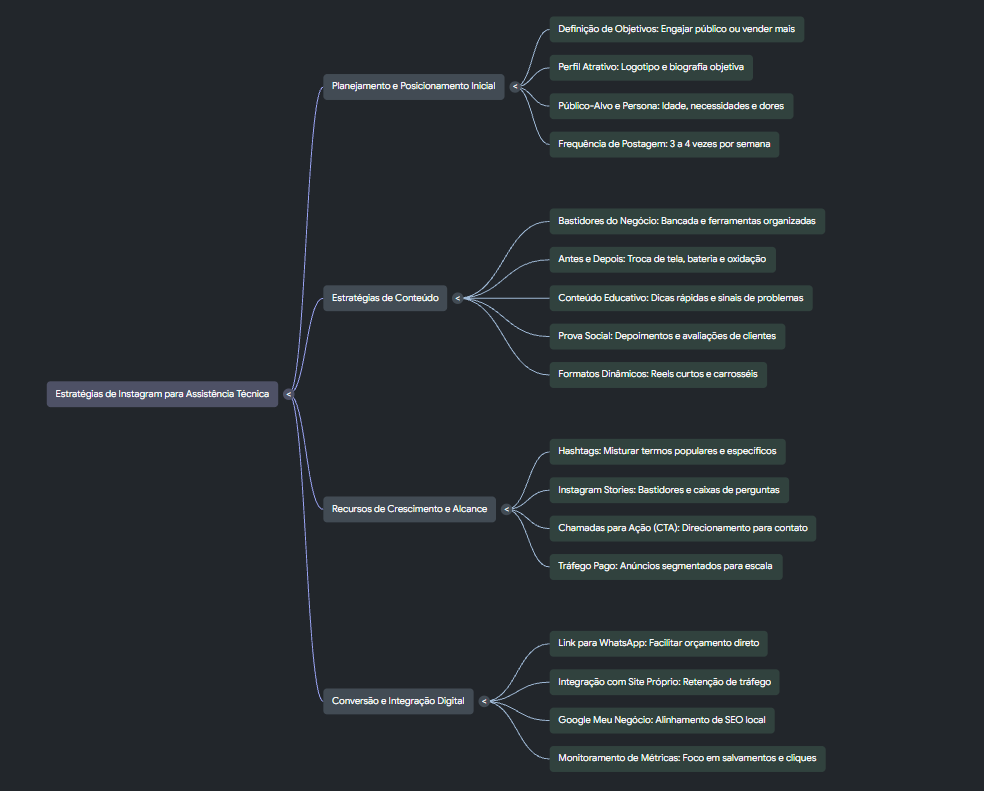 Estratégias de Instagram para Assistência Técnica
Planejamento e Posicionamento Inicial
Definição de Objetivos: Engajar público ou vender mais
Perfil Atrativo: Logotipo e biografia objetiva
Público-Alvo e Persona: Idade, necessidades e dores
Frequência de Postagem: 3 a 4 vezes por semana
Estratégias de Conteúdo
Bastidores do Negócio: Bancada e ferramentas organizadas
Antes e Depois: Troca de tela, bateria e oxidação
Conteúdo Educativo: Dicas rápidas e sinais de problemas
Prova Social: Depoimentos e avaliações de clientes
Formatos Dinâmicos: Reels curtos e carrosséis
Recursos de Crescimento e Alcance
Hashtags: Misturar termos populares e específicos
Instagram Stories: Bastidores e caixas de perguntas
Chamadas para Ação (CTA): Direcionamento para contato
Tráfego Pago: Anúncios segmentados para escala
Conversão e Integração Digital
Link para WhatsApp: Facilitar orçamento direto
Integração com Site Próprio: Retenção de tráfego
Google Meu Negócio: Alinhamento de SEO local
Monitoramento de Métricas: Foco em salvamentos e cliques